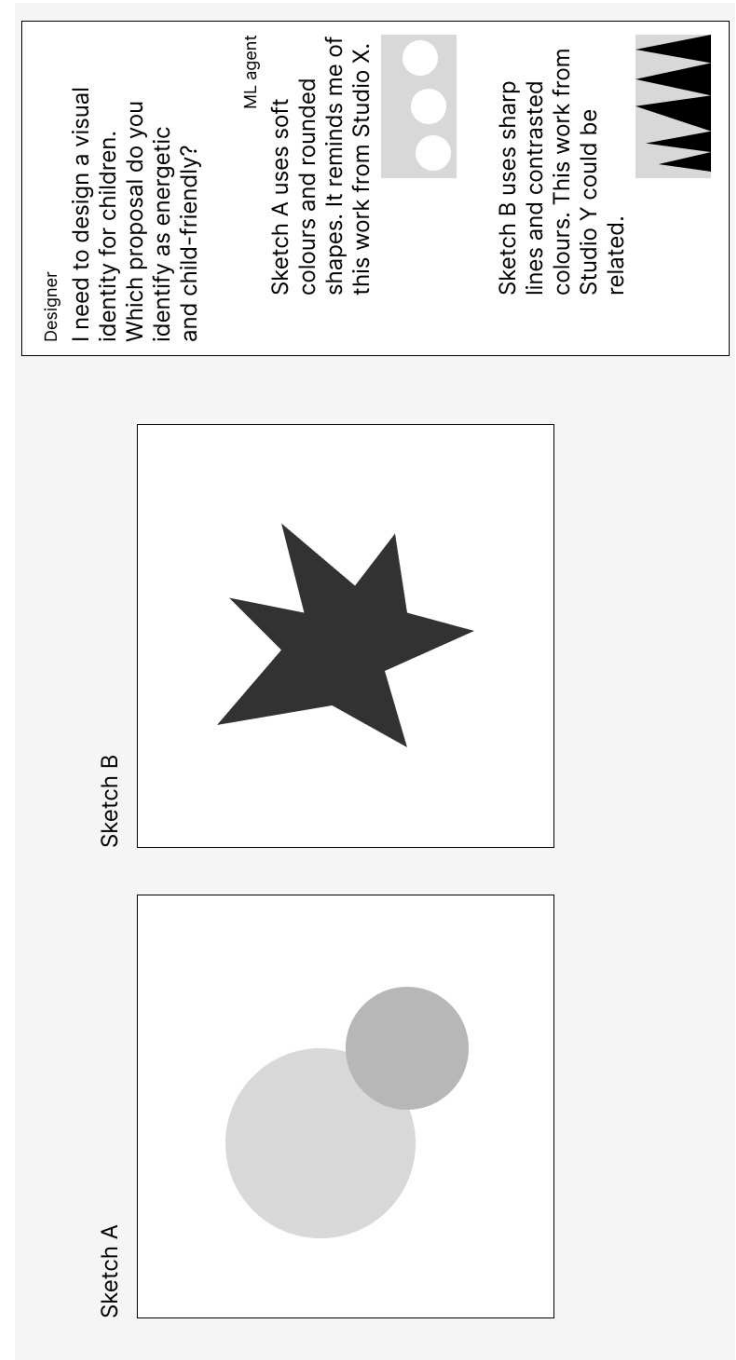 Sketch A
Sketch B
Designer
I need to design a visual
identity for children.
Which proposal do you
identify as energetic
and child-friendly?
ML agent
Sketch A uses soft
colours and rounded
shapes. It reminds me of
this work from Studio X.
Sketch B uses sharp
lines and contrasted
colours. This work from
Studio Y could be
related.